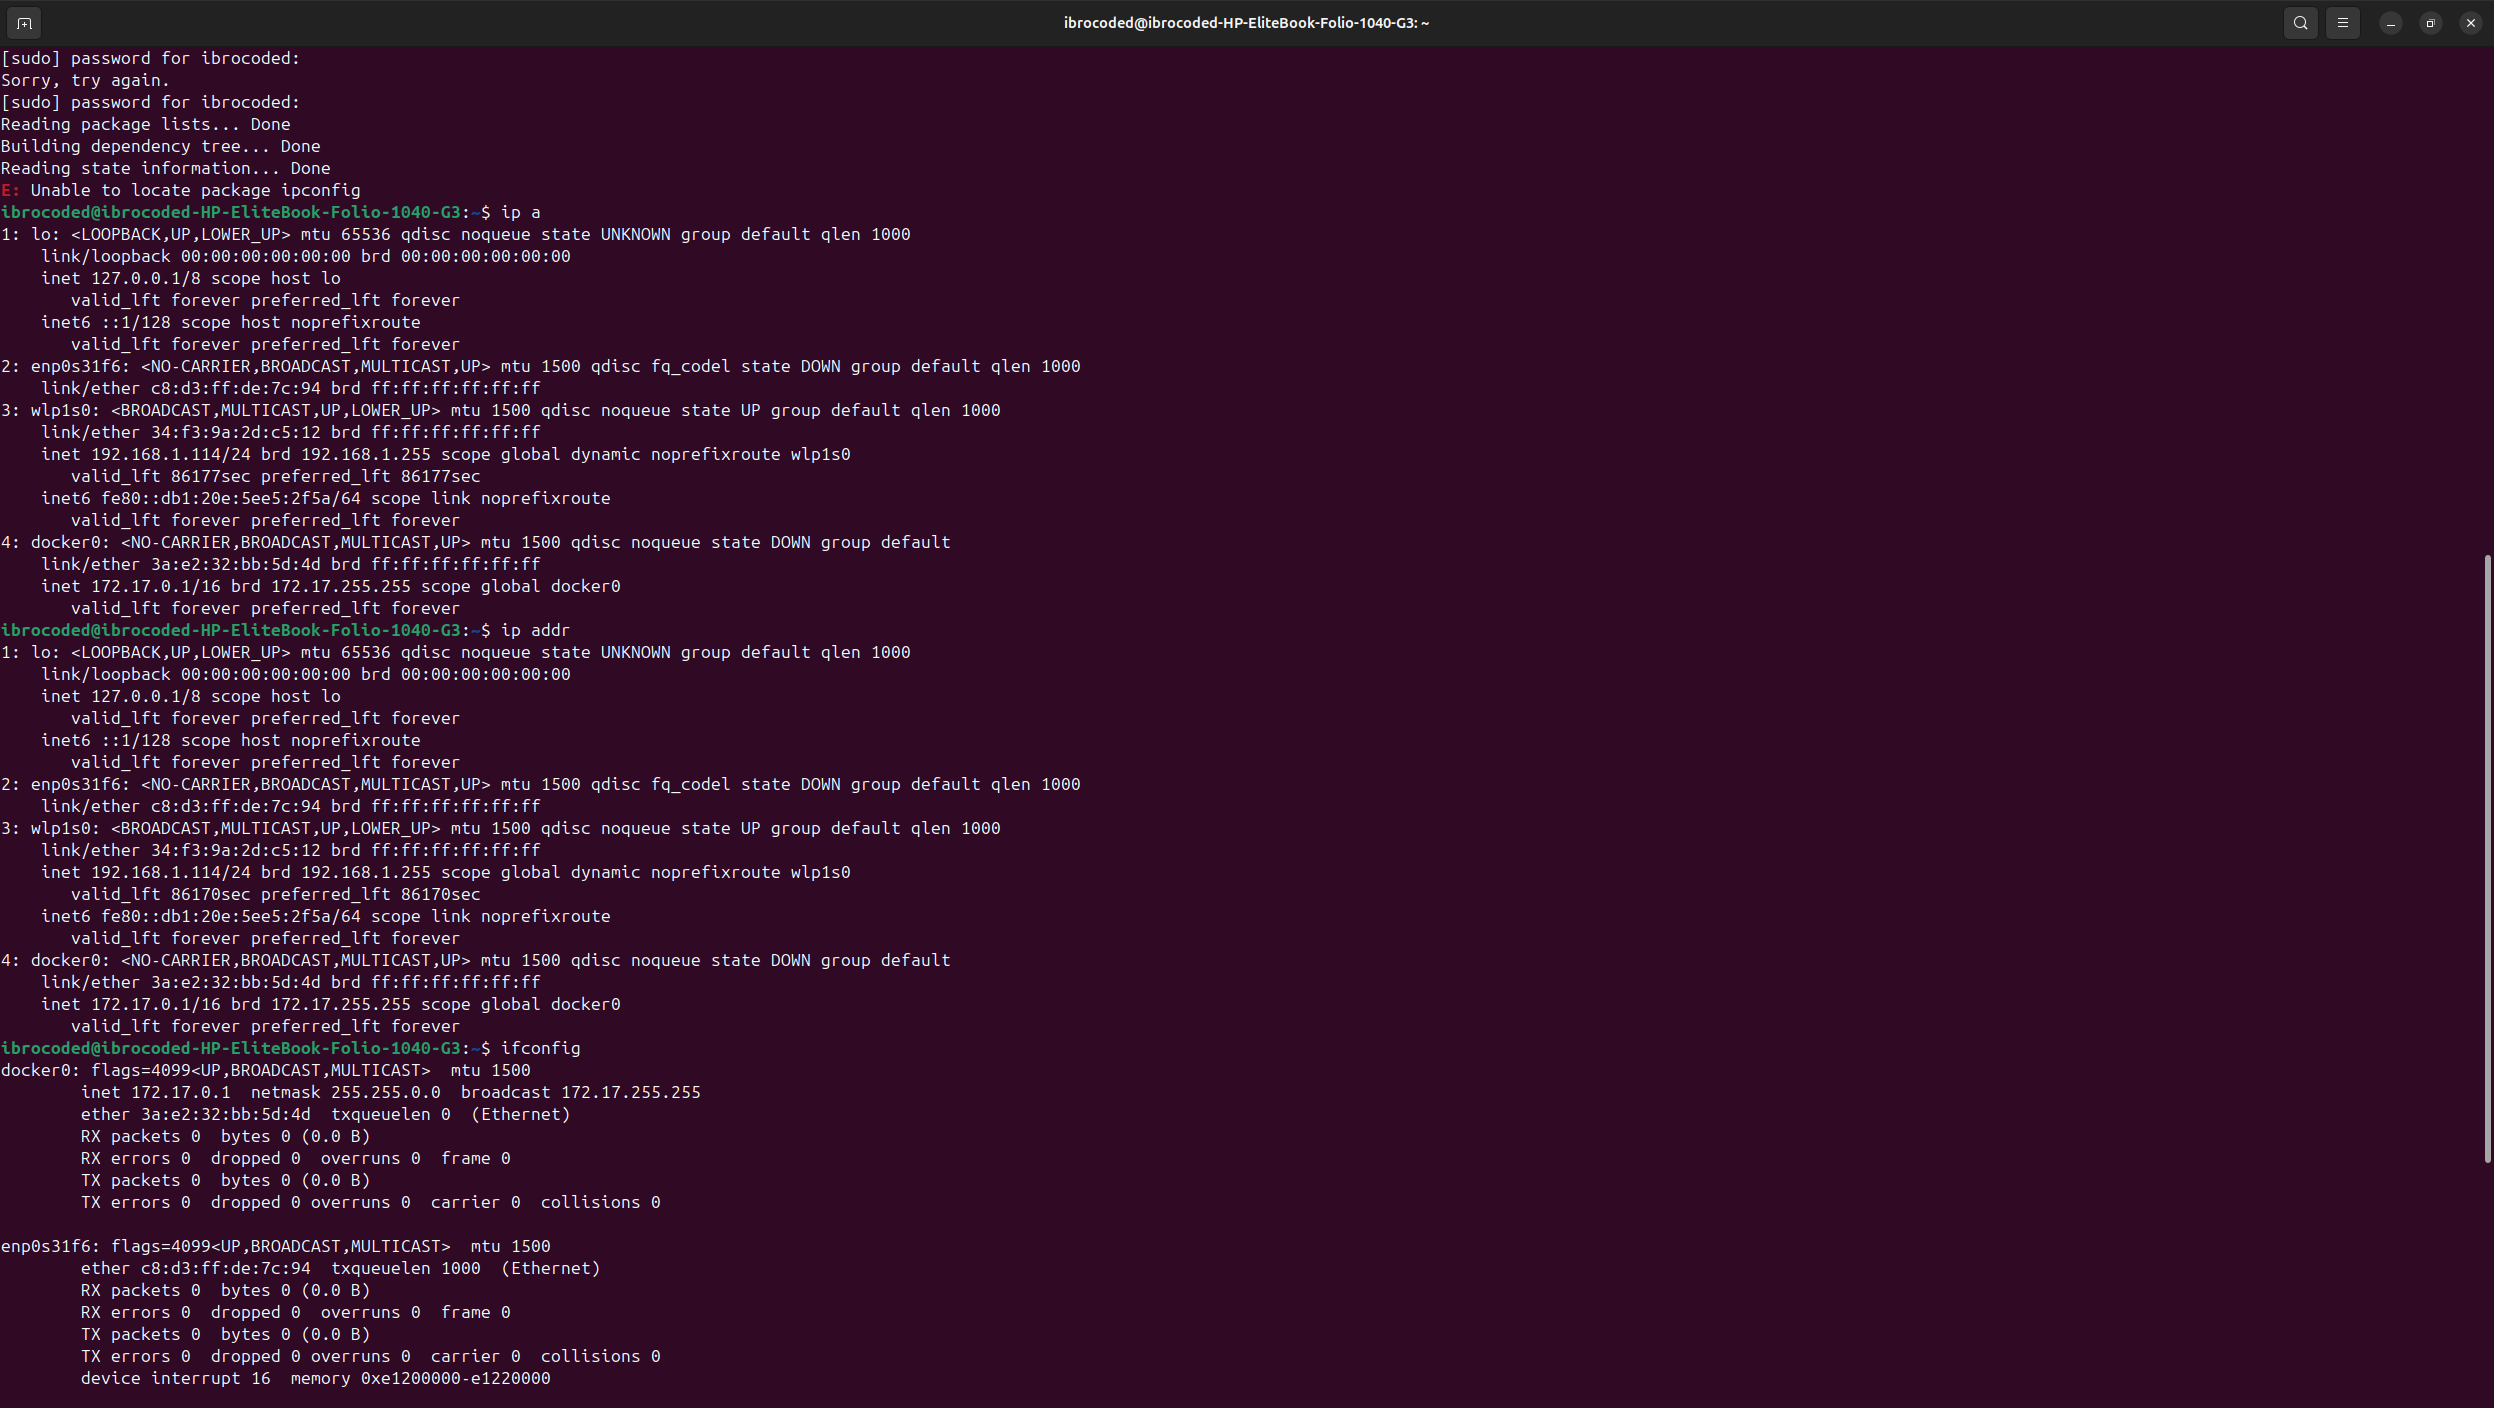 ibrocoded@ibrocoded-HP-EliteBook-Folio-1040-G3: ~
[sudo] password for ibrocoded:
Sorry, try again.
[sudo] password for ibrocoded:
Reading package lists... Done
Building dependency tree... Done
Reading state information... Done
E: Unable to locate package ipconfig
ibrocoded@ibrocoded-HP-EliteBook-Folio-1040-G3:~$ ip a
1: lo: <LOOPBACK,UP,LOWER_UP> mtu 65536 qdisc noqueue state UNKNOWN group default qlen 1000
    link/loopback 00:00:00:00:00:00 brd 00:00:00:00:00:00
    inet 127.0.0.1/8 scope host lo
       valid_lft forever preferred_lft forever
    inet6 ::1/128 scope host noprefixroute
       valid_lft forever preferred_lft forever
2: enp0s31f6: <NO-CARRIER,BROADCAST,MULTICAST,UP> mtu 1500 qdisc fq_codel state DOWN group default qlen 1000
    link/ether c8:d3:ff:de:7c:94 brd ff:ff:ff:ff:ff:ff
3: wlp1s0: <BROADCAST,MULTICAST,UP,LOWER_UP> mtu 1500 qdisc noqueue state UP group default qlen 1000
    link/ether 34:f3:9a:2d:c5:12 brd ff:ff:ff:ff:ff:ff
    inet 192.168.1.114/24 brd 192.168.1.255 scope global dynamic noprefixroute wlp1s0
       valid_lft 86177sec preferred_lft 86177sec
    inet6 fe80::db1:20e:5ee5:2f5a/64 scope link noprefixroute
       valid_lft forever preferred_lft forever
4: docker0: <NO-CARRIER,BROADCAST,MULTICAST,UP> mtu 1500 qdisc noqueue state DOWN group default
    link/ether 3a:e2:32:bb:5d:4d brd ff:ff:ff:ff:ff:ff
    inet 172.17.0.1/16 brd 172.17.255.255 scope global docker0
       valid_lft forever preferred_lft forever
ibrocoded@ibrocoded-HP-EliteBook-Folio-1040-G3:~$ ip addr
1: lo: <LOOPBACK,UP,LOWER_UP> mtu 65536 qdisc noqueue state UNKNOWN group default qlen 1000
    link/loopback 00:00:00:00:00:00 brd 00:00:00:00:00:00
    inet 127.0.0.1/8 scope host lo
       valid_lft forever preferred_lft forever
    inet6 ::1/128 scope host noprefixroute
       valid_lft forever preferred_lft forever
2: enp0s31f6: <NO-CARRIER,BROADCAST,MULTICAST,UP> mtu 1500 qdisc fq_codel state DOWN group default qlen 1000
    link/ether c8:d3:ff:de:7c:94 brd ff:ff:ff:ff:ff:ff
3: wlp1s0: <BROADCAST,MULTICAST,UP,LOWER_UP> mtu 1500 qdisc noqueue state UP group default qlen 1000
    link/ether 34:f3:9a:2d:c5:12 brd ff:ff:ff:ff:ff:ff
    inet 192.168.1.114/24 brd 192.168.1.255 scope global dynamic noprefixroute wlp1s0
       valid_lft 86170sec preferred_lft 86170sec
    inet6 fe80::db1:20e:5ee5:2f5a/64 scope link noprefixroute
       valid_lft forever preferred_lft forever
4: docker0: <NO-CARRIER,BROADCAST,MULTICAST,UP> mtu 1500 qdisc noqueue state DOWN group default
    link/ether 3a:e2:32:bb:5d:4d brd ff:ff:ff:ff:ff:ff
    inet 172.17.0.1/16 brd 172.17.255.255 scope global docker0
       valid_lft forever preferred_lft forever
ibrocoded@ibrocoded-HP-EliteBook-Folio-1040-G3:~$ ifconfig
docker0: flags=4099<UP,BROADCAST,MULTICAST>  mtu 1500
        inet 172.17.0.1  netmask 255.255.0.0  broadcast 172.17.255.255
        ether 3a:e2:32:bb:5d:4d  txqueuelen 0  (Ethernet)
        RX packets 0  bytes 0 (0.0 B)
        RX errors 0  dropped 0  overruns 0  frame 0
        TX packets 0  bytes 0 (0.0 B)
        TX errors 0  dropped 0 overruns 0  carrier 0  collisions 0

enp0s31f6: flags=4099<UP,BROADCAST,MULTICAST>  mtu 1500
        ether c8:d3:ff:de:7c:94  txqueuelen 1000  (Ethernet)
        RX packets 0  bytes 0 (0.0 B)
        RX errors 0  dropped 0  overruns 0  frame 0
        TX packets 0  bytes 0 (0.0 B)
        TX errors 0  dropped 0 overruns 0  carrier 0  collisions 0
        device interrupt 16  memory 0xe1200000-e1220000